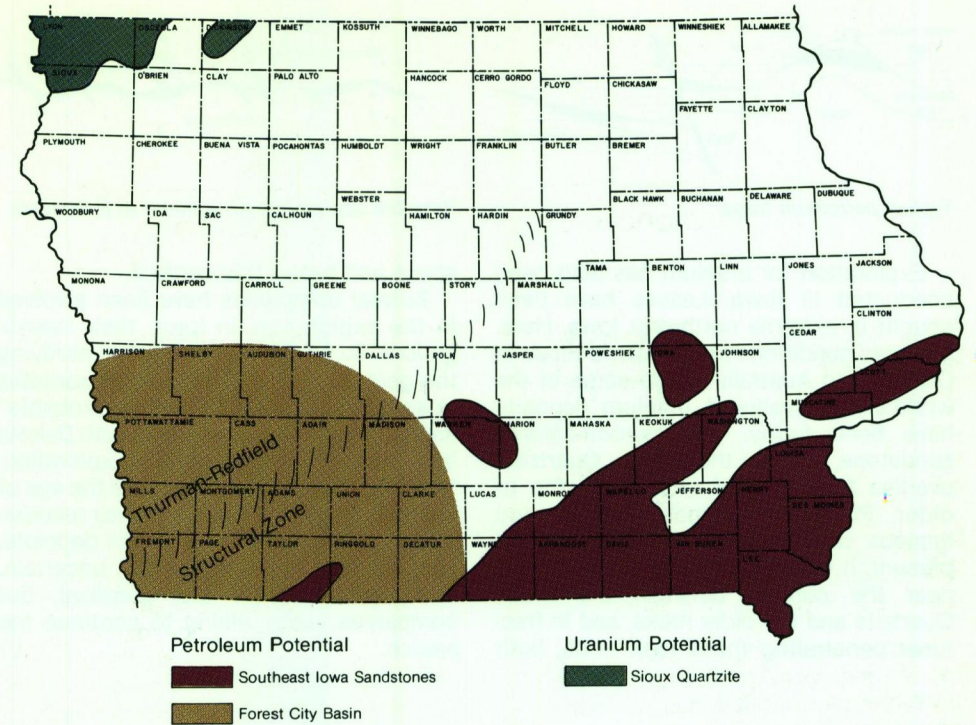 LYON OSCEOLA DICKINSON EMMET KOSSUTH WINNEBAGO WORTH MITCHELL HOWARD WINNESHIEK ALLAMAKEE
SIOUX O'BRIEN CLAY PALO ALTO HANCOCK CERRO GORDO FLOYD CHICKASAW
FAYETTE CLAYTON
PLYMOUTH CHEROKEE BUENA VISTA POCAHONTAS HUMBOLDT WRIGHT FRANKLIN BUTLER BREMER
WEBSTER BLACK HAWK BUCHANAN DELAWARE DUBUQUE
WOODBURY IDA SAC CALHOUN HAMILTON HARDIN GRUNDY
TAMA BENTON LINN JONES JACKSON
MONONA CRAWFORD CARROLL GREENE BOONE STORY MARSHALL
CLINTON
CEDAR
HARRISON SHELBY AUDUBON GUTHRIE DALLAS POLK JASPER POWESHIEK IOWA JOHNSON
SCOTT
MUSCATINE
POTTAWATTAMIE CASS ADAIR MADISON WARREN MARION MAHASKA KEOKUK WASHINGTON
LOUISA
Thurman-Redfield
Structural Zone
MILLS MONTGOMERY ADAMS UNION CLARKE LUCAS MONROE WAPELLO JEFFERSON HENRY
DES MOINES
FREMONT PAGE TAYLOR RINGGOLD DECATUR WAYNE APPANOOSE DAVIS VAN BUREN
LEE
Petroleum Potential
Southeast Iowa Sandstones
Forest City Basin
Uranium Potential
Sioux Quartzite